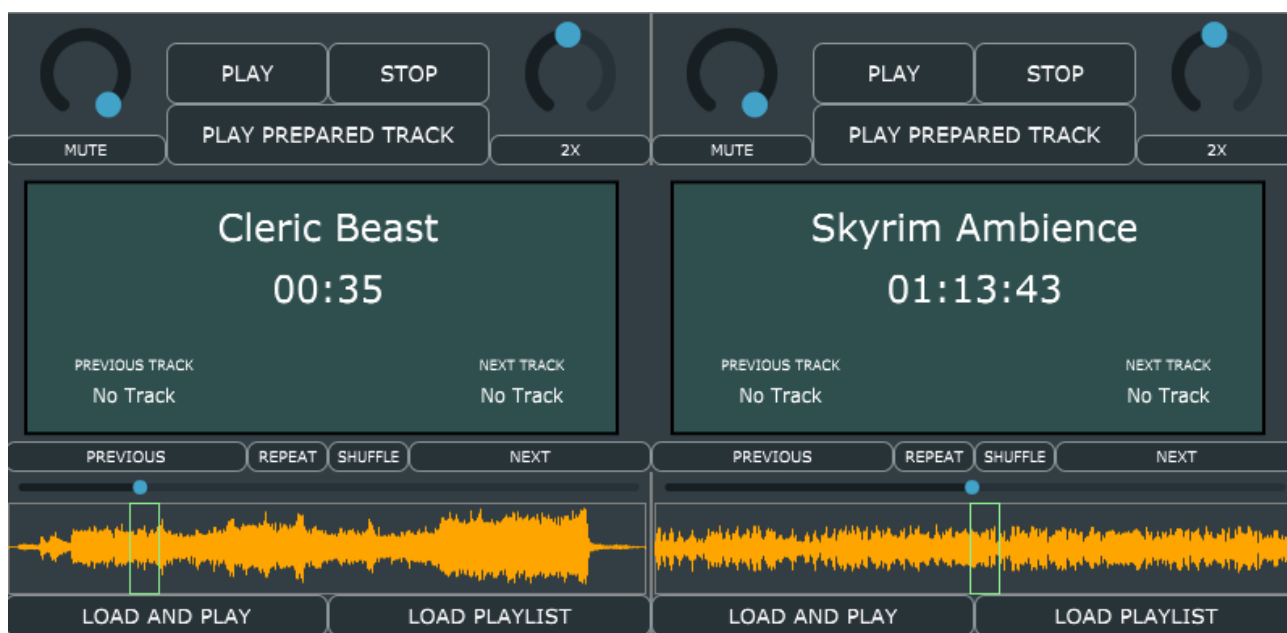 PLAY STOP
PLAY PREPARED TRACK
MUTE 2X
Cleric Beast
00:35
PREVIOUS TRACK NEXT TRACK
No Track No Track
PREVIOUS REPEAT SHUFFLE NEXT
LOAD AND PLAY LOAD PLAYLIST
PLAY STOP
PLAY PREPARED TRACK
MUTE 2X
Skyrim Ambience
01:13:43
PREVIOUS TRACK NEXT TRACK
No Track No Track
PREVIOUS REPEAT SHUFFLE NEXT
LOAD AND PLAY LOAD PLAYLIST